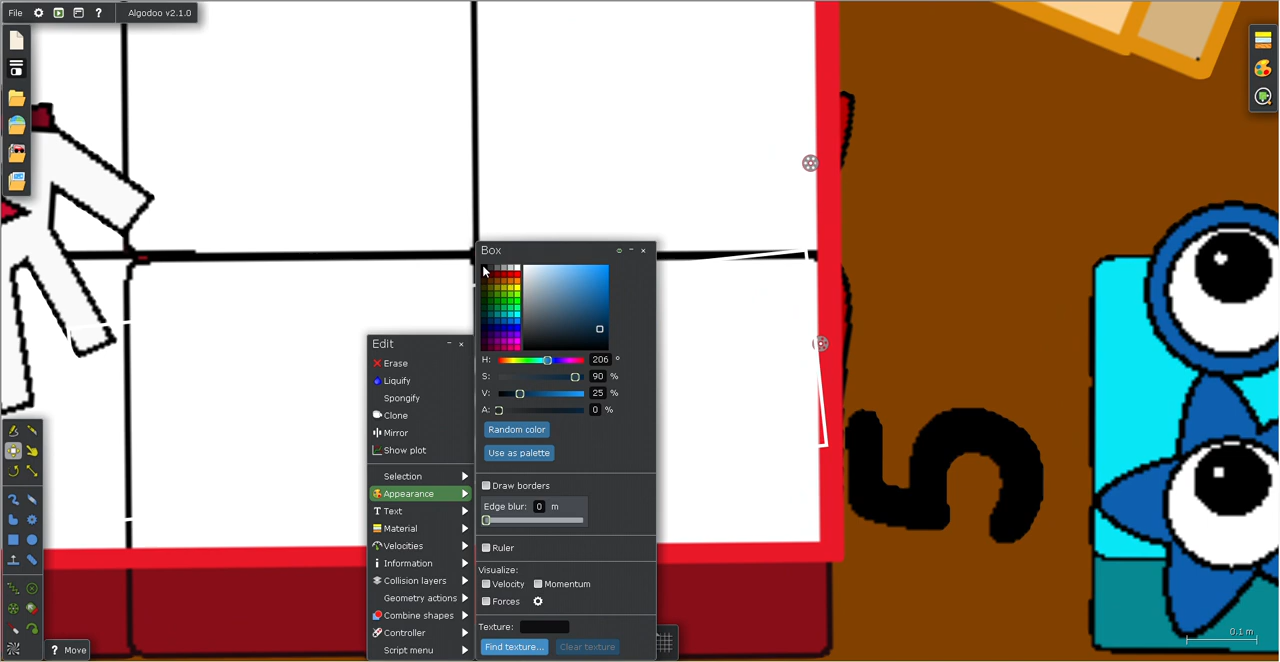 File ? Algodoo v2.1.0
Box
Edit
Erase
Liquify
Spongify
Clone
Mirror
Show plot
Selection
Appearance
Text
Material
Velocities
Information
Collision layers
Geometry actions
Combine shapes
Controller
Script menu
H: 206 °
S: 90 %
V: 25 %
A: 0 %
Random color
Use as palette
Draw borders
Edge blur: 0 m
Ruler
Visualize:
Velocity Momentum
Forces
Texture:
Find texture... Clear texture
? Move
5
0.1 m